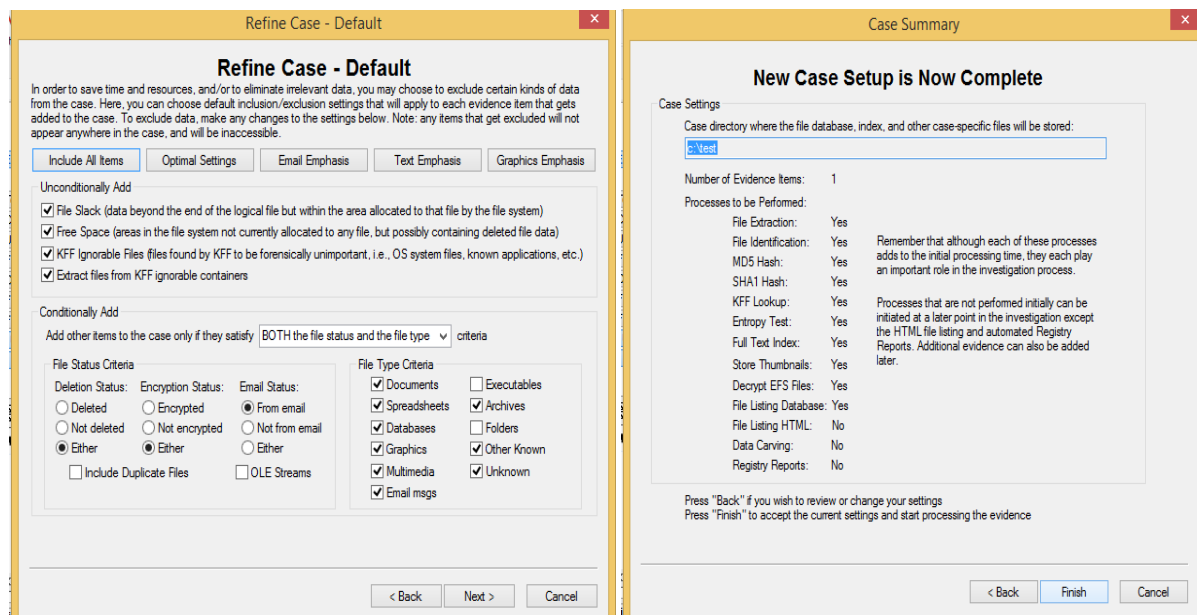 Refine Case - Default
Refine Case - Default
In order to save time and resources, and/or to eliminate irrelevant data, you may choose to exclude certain kinds of data
from the case. Here, you can choose default inclusion/exclusion settings that will apply to each evidence item that gets
added to the case. To exclude data, make any changes to the settings below. Note: any items that get excluded will not
appear anywhere in the case, and will be inaccessible.
Include All Items Optimal Settings Email Emphasis Text Emphasis Graphics Emphasis
Unconditionally Add
File Slack (data beyond the end of the logical file but within the area allocated to that file by the file system)
Free Space (areas in the file system not currently allocated to any file, but possibly containing deleted file data)
KFF Ignorable Files (files found by KFF to be forensically unimportant, i.e., OS system files, known applications, etc.)
Extract files from KFF ignorable containers
Conditionally Add
Add other items to the case only if they satisfy BOTH the file status and the file type criteria
File Status Criteria
Deletion Status: Encryption Status: Email Status:
Deleted Encrypted From email
Not deleted Not encrypted Not from email
Either Either Either
Include Duplicate Files OLE Streams
File Type Criteria
Documents Executables
Spreadsheets Archives
Databases Folders
Graphics Other Known
Multimedia Unknown
Email msgs
< Back Next > Cancel
Case Summary
New Case Setup is Now Complete
Case Settings
Case directory where the file database, index, and other case-specific files will be stored:
c:\test
Number of Evidence Items: 1
Processes to be Performed:
File Extraction: Yes
File Identification: Yes
MD5 Hash: Yes
SHA1 Hash: Yes
KFF Lookup: Yes
Entropy Test: Yes
Full Text Index: Yes
Store Thumbnails: Yes
Decrypt EFS Files: Yes
File Listing Database: Yes
File Listing HTML: No
Data Carving: No
Registry Reports: No
Remember that although each of these processes
adds to the initial processing time, they each play
an important role in the investigation process.
Processes that are not performed initially can be
initiated at a later point in the investigation except
the HTML file listing and automated Registry
Reports. Additional evidence can also be added
later.
Press "Back" if you wish to review or change your settings
Press "Finish" to accept the current settings and start processing the evidence
< Back Finish Cancel